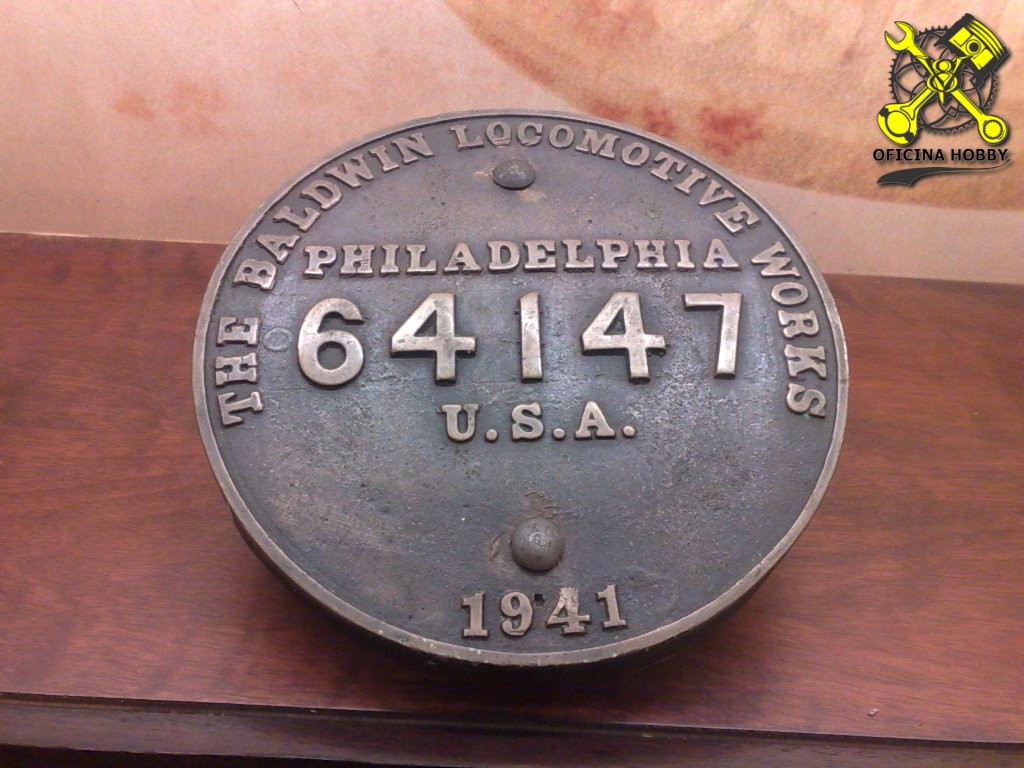 THE BALDWIN LOCOMOTIVE WORKS
PHILADELPHIA
64147
U.S.A.
1941
OFICINA HOBBY